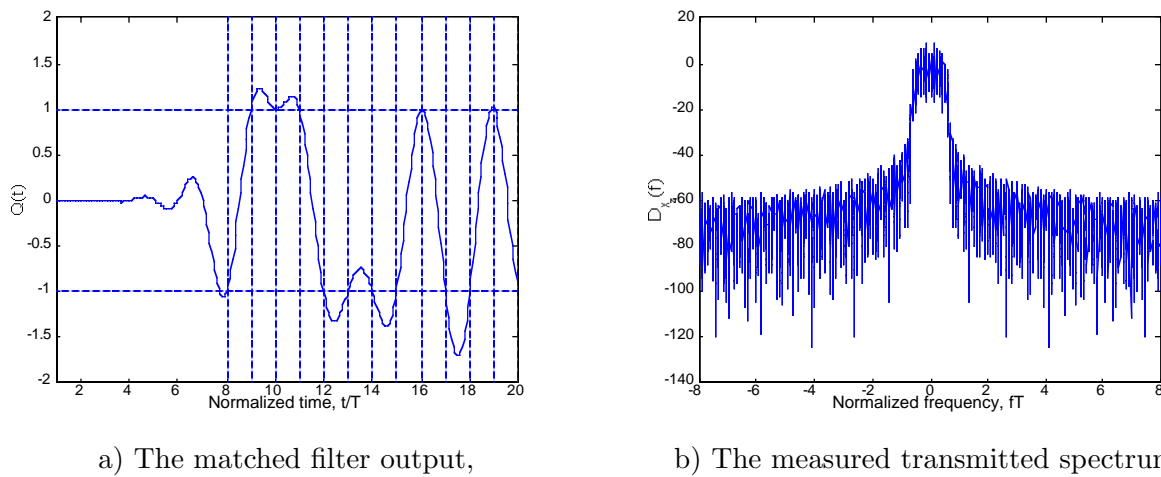 2
1.5
1
0.5
0
-0.5
-1
-1.5
-2
Q(t)
2 4 6 8 10 12 14 16 18 20
Normalized time, t/T
a) The matched filter output,
20
0
-20
-40
-60
-80
-100
-120
-140
-8 -6 -4 -2 0 2 4 6 8
Normalized frequency, fT
b) The measured transmitted spectrum